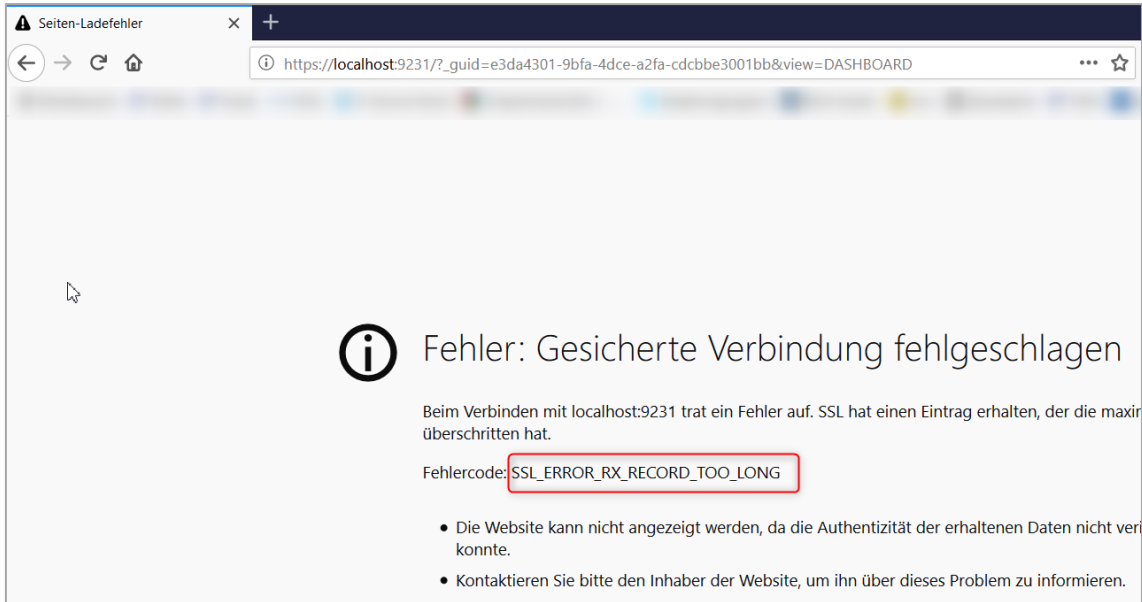 Seiten-Ladefehler
https://localhost:9231/?_guid=e3da4301-9bfa-4dce-a2fa-cdcbbe3001bb&view=DASHBOARD
Fehler: Gesicherte Verbindung fehlgeschlagen
Beim Verbinden mit localhost:9231 trat ein Fehler auf. SSL hat einen Eintrag erhalten, der die maxim
überschritten hat.
Fehlercode: SSL_ERROR_RX_RECORD_TOO_LONG
Die Website kann nicht angezeigt werden, da die Authentizität der erhaltenen Daten nicht veri
konnte.
Kontaktieren Sie bitte den Inhaber der Website, um ihn über dieses Problem zu informieren.